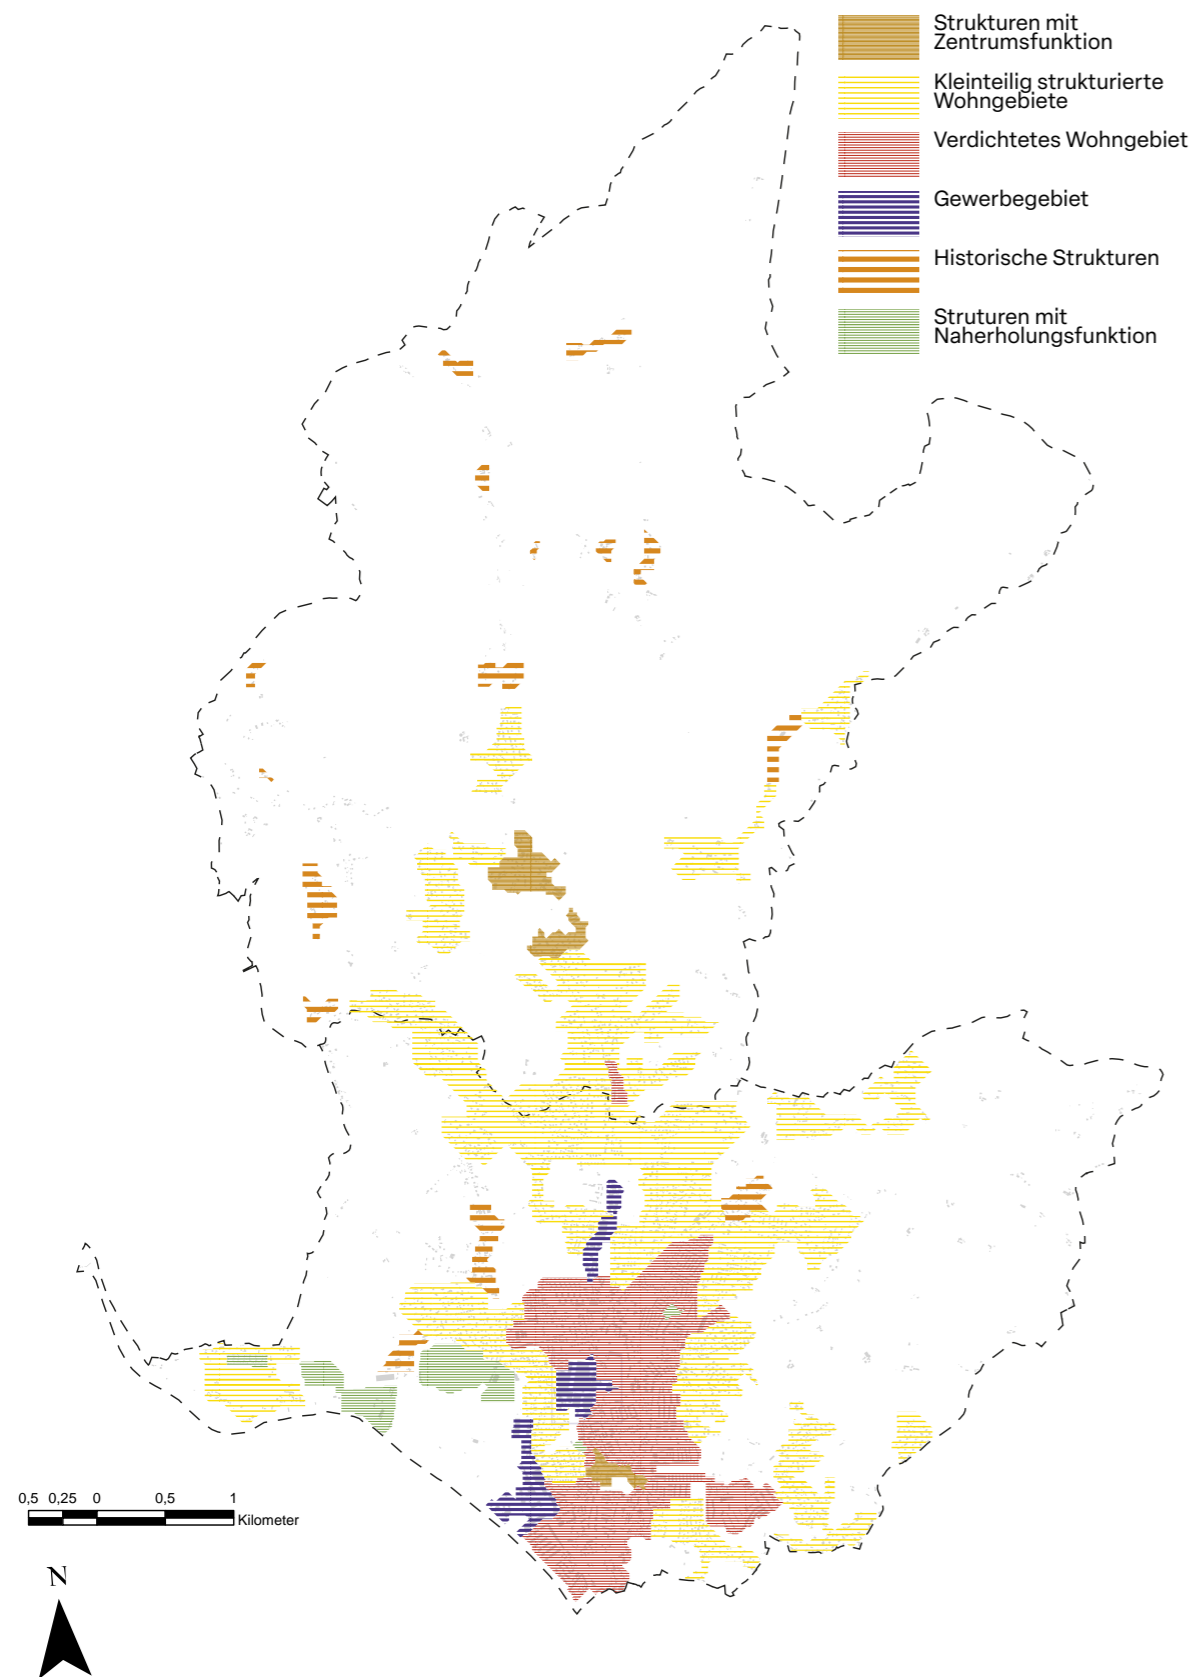 Strukturen mit
Zentrumsfunktion
Kleinteilig strukturierte
Wohngebiete
Verdichtetes Wohngebiet
Gewerbegebiet
Historische Strukturen
Struturen mit
Naherholungsfunktion
0,5 0,25 0 0,5 1
Kilometer
N